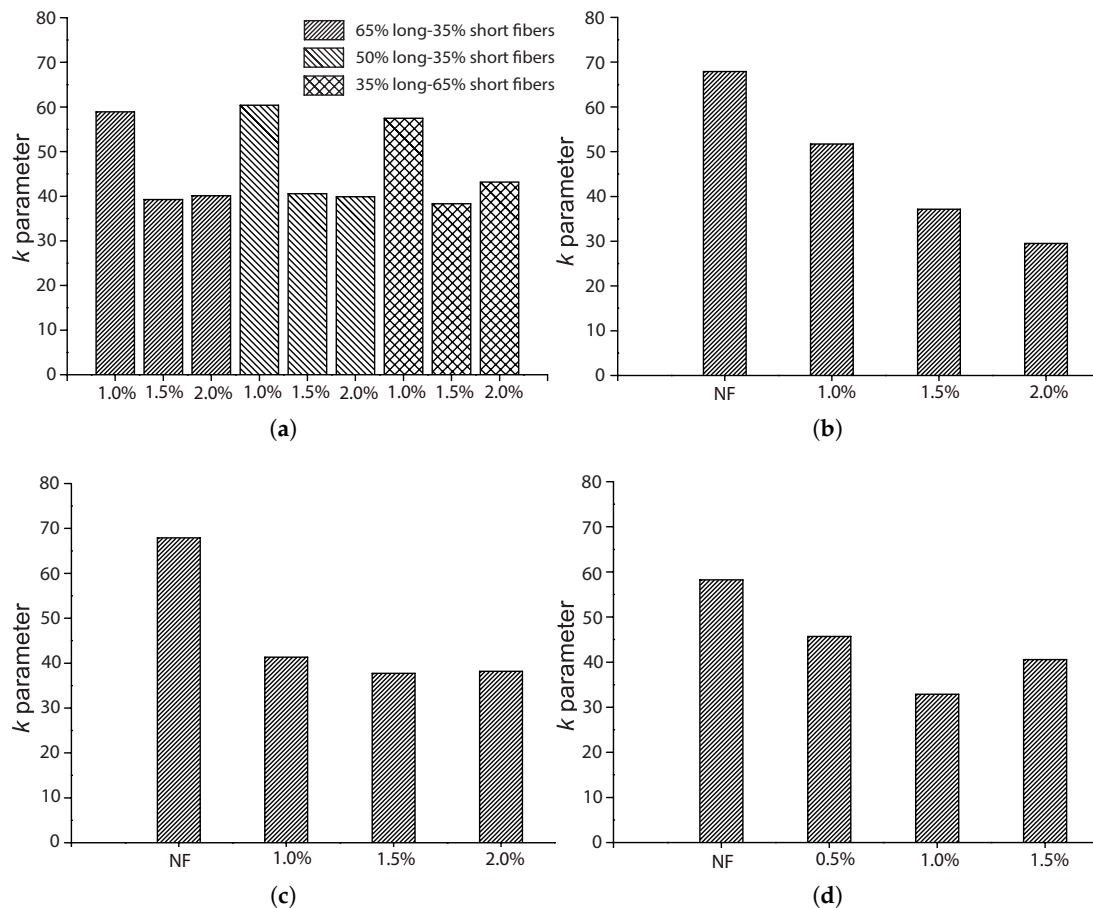 80
70
60
50
40
30
20
10
0
k parameter
65% long-35% short fibers
50% long-35% short fibers
35% long-65% short fibers
1.0% 1.5% 2.0% 1.0% 1.5% 2.0% 1.0% 1.5% 2.0%
(a)
80
70
60
50
40
30
20
10
0
k parameter
NF 1.0% 1.5% 2.0%
(b)
80
70
60
50
40
30
20
10
0
k parameter
NF 1.0% 1.5% 2.0%
(c)
80
70
60
50
40
30
20
10
0
k parameter
NF 0.5% 1.0% 1.5%
(d)